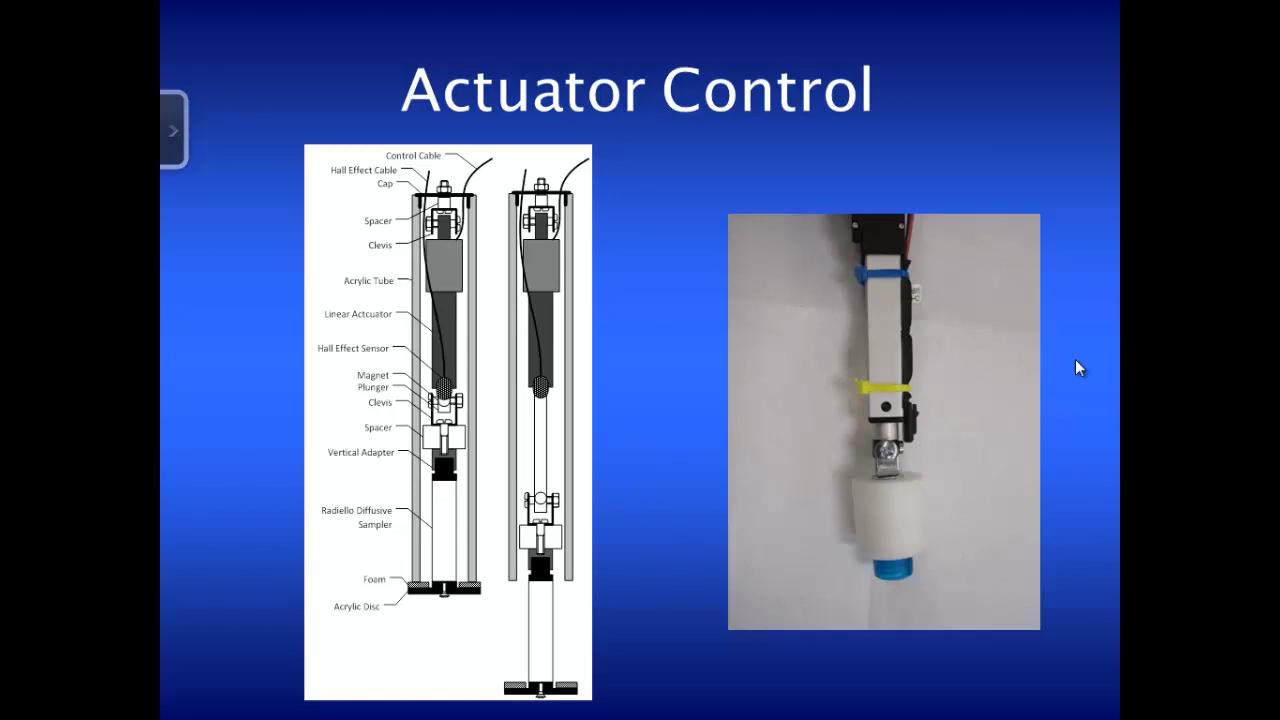 Actuator Control
Control Cable
Hall Effect Cable
Cap
Spacer
Clevis
Acrylic Tube
Linear Actcuator
Hall Effect Sensor
Magnet
Plunger
Clevis
Spacer
Vertical Adapter
Radiello Diffusive
Sampler
Foam
Acrylic Disc